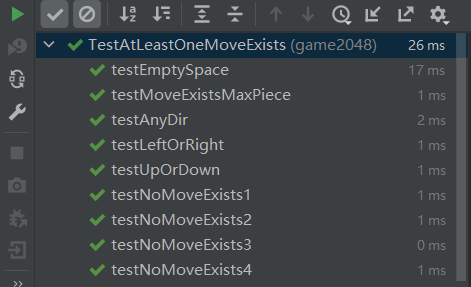 TestAtLeastOneMoveExists (game2048) 26 ms
testEmptySpace 17 ms
testMoveExistsMaxPiece 1 ms
testAnyDir 2 ms
testLeftOrRight 1 ms
testUpOrDown 1 ms
testNoMoveExists1 1 ms
testNoMoveExists2 1 ms
testNoMoveExists3 0 ms
testNoMoveExists4 1 ms